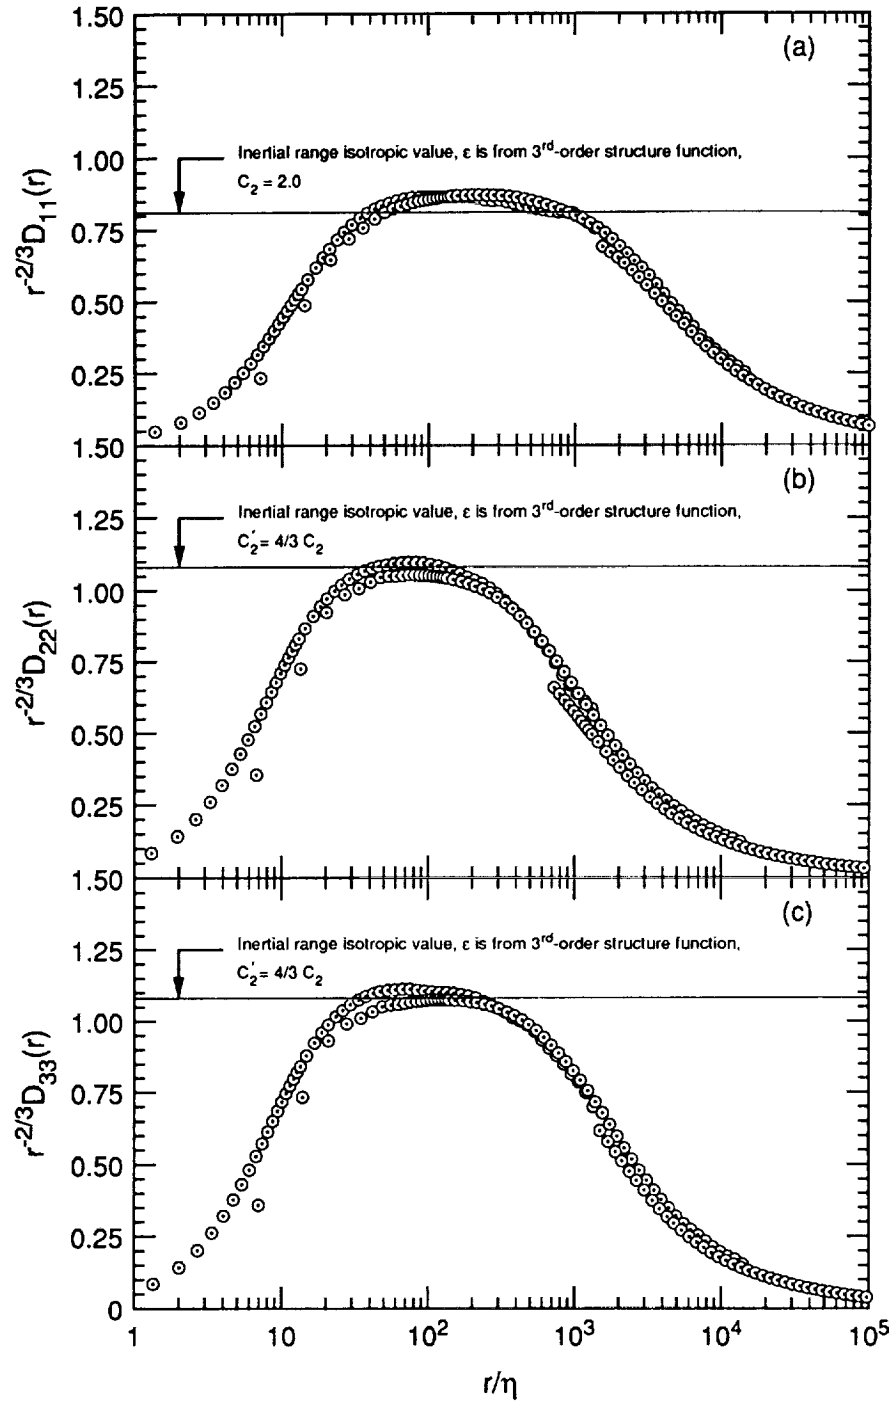 1.50
(a)
1.25
Inertial range isotropic value, ε is from 3rd-order structure function,
1.00
C2 = 2.0
r-2/3D11(r)
0.75
0.50
0.25
1.50
(b)
1.25
Inertial range isotropic value, ε is from 3rd-order structure function,
C2' = 4/3 C2
1.00
r-2/3D22(r)
0.75
0.50
0.25
1.50
(c)
1.25
Inertial range isotropic value, ε is from 3rd-order structure function,
C2' = 4/3 C2
1.00
r-2/3D33(r)
0.75
0.50
0.25
0
1 10 10² 10³ 10⁴ 10⁵
r/η